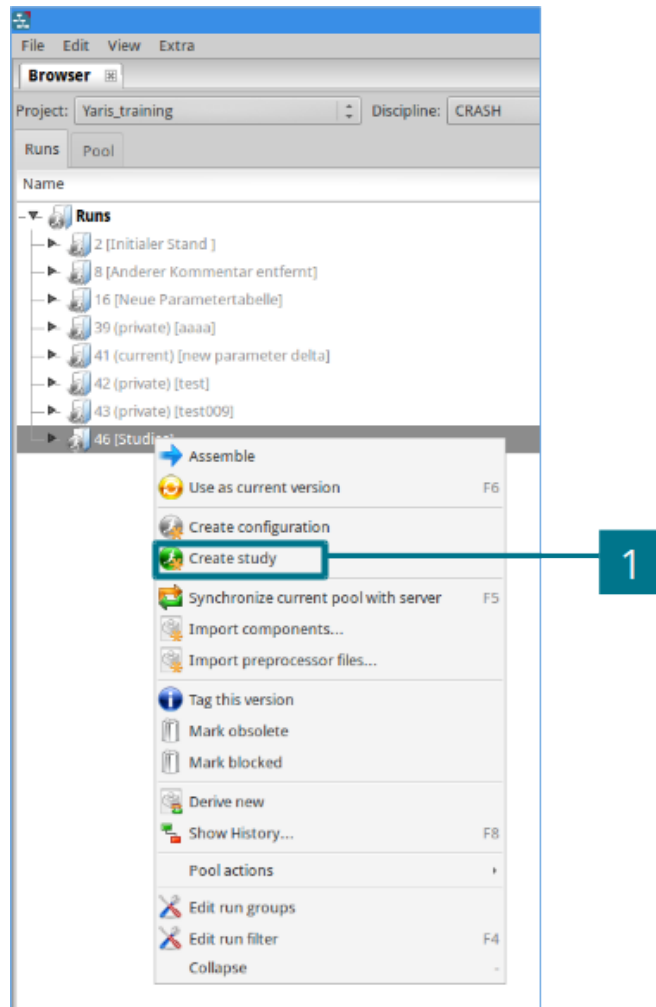 File Edit View Extra
Browser
Project: Yaris_training Discipline: CRASH
Runs Pool
Name
Runs
2 [Initialer Stand ]
8 [Anderer Kommentar entfernt]
16 [Neue Parametertabelle]
39 (private) [aaaa]
41 (current) [new parameter delta]
42 (private) [test]
43 (private) [test009]
46 [Studies]
Assemble
Use as current version F6
Create configuration
Create study
1
Synchronize current pool with server F5
Import components...
Import preprocessor files...
Tag this version
Mark obsolete
Mark blocked
Derive new
Show History... F8
Pool actions
Edit run groups
Edit run filter F4
Collapse -